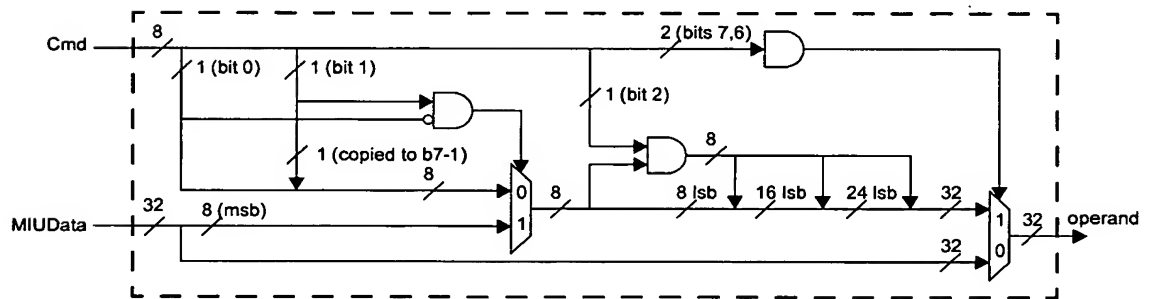 8
2 (bits 7,6)
Cmd
1 (bit 0)
1 (bit 1)
1 (bit 2)
8
1 (copied to b7-1)
8
0
32
8 (msb)
8
8 lsb
16 lsb
24 lsb
32
MIUData
1
1
32
operand
32
0